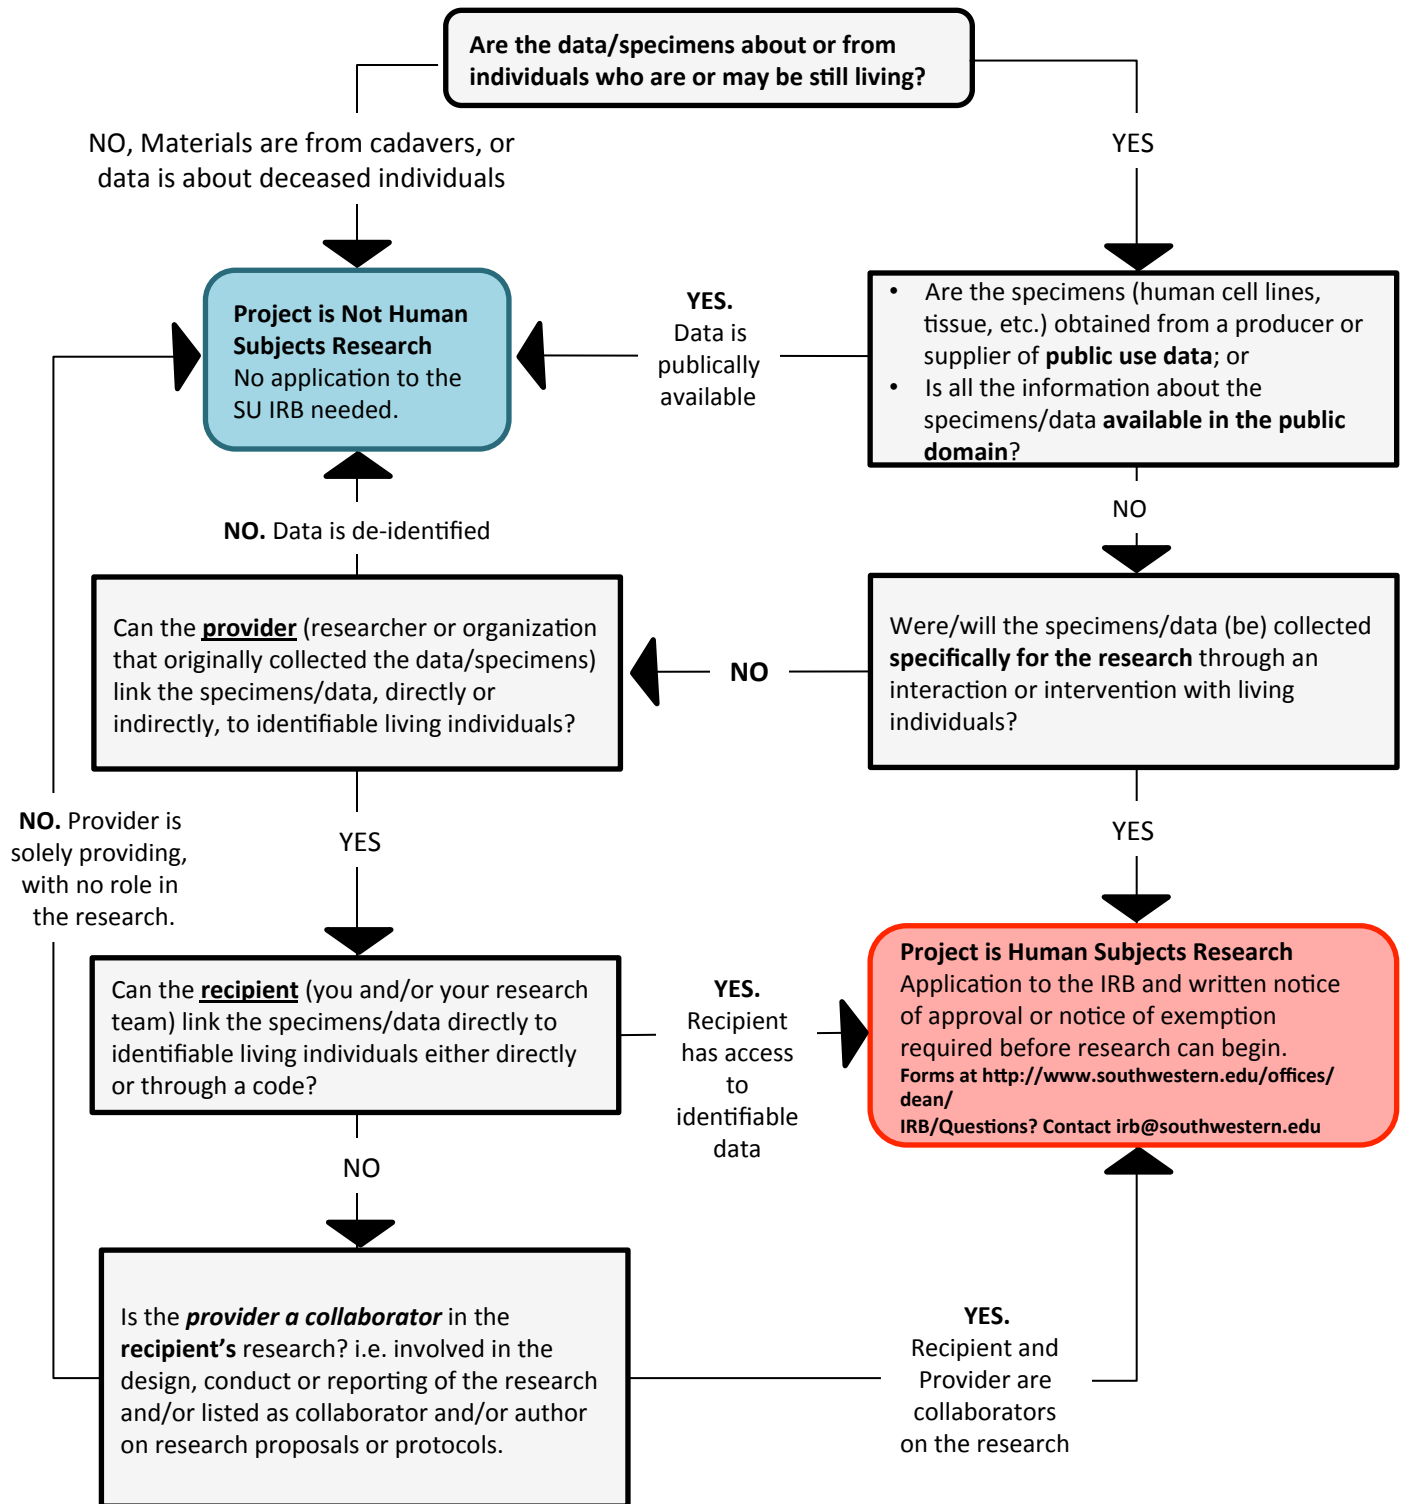 Are the data/specimens about or from
individuals who are or may be still living?
NO, Materials are from cadavers, or
data is about deceased individuals
YES
Project is Not Human
Subjects Research
No application to the
SU IRB needed.
YES.
Data is
publically
available
• Are the specimens (human cell lines,
tissue, etc.) obtained from a producer or
supplier of public use data; or
• Is all the information about the
specimens/data available in the public
domain?
NO. Data is de-identified
NO
Can the provider (researcher or organization
that originally collected the data/specimens)
link the specimens/data, directly or
indirectly, to identifiable living individuals?
NO
Were/will the specimens/data (be) collected
specifically for the research through an
interaction or intervention with living
individuals?
NO. Provider is
solely providing,
with no role in
the research.
YES
YES
Can the recipient (you and/or your research
team) link the specimens/data directly to
identifiable living individuals either directly
or through a code?
YES.
Recipient
has access
to
identifiable
data
Project is Human Subjects Research
Application to the IRB and written notice
of approval or notice of exemption
required before research can begin.
Forms at http://www.southwestern.edu/offices/
dean/
IRB/Questions? Contact irb@southwestern.edu
NO
Is the provider a collaborator in the
recipient's research? i.e. involved in the
design, conduct or reporting of the research
and/or listed as collaborator and/or author
on research proposals or protocols.
YES.
Recipient and
Provider are
collaborators
on the research